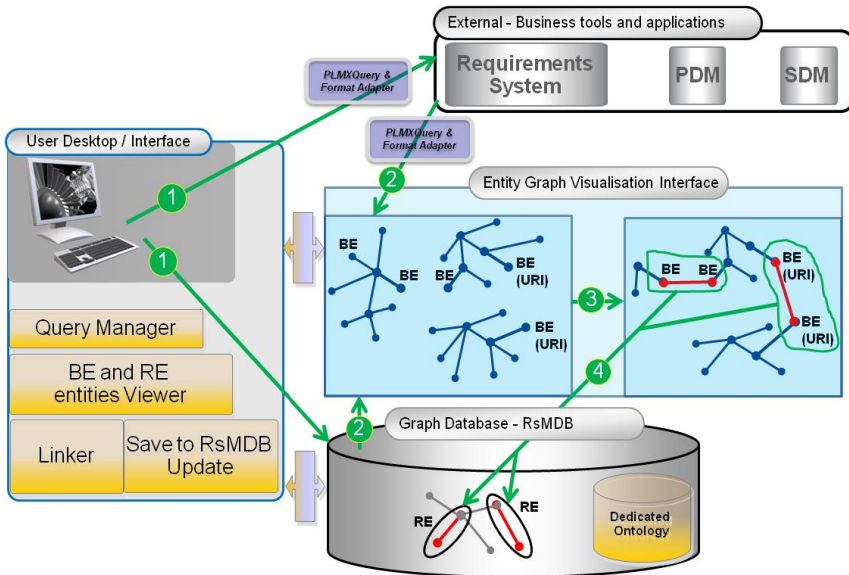 External - Business tools and applications
Requirements
System
PDM
SDM
PLMXQuery &
Format Adapter
PLMXQuery &
Format Adapter
User Desktop / Interface
1
2
Entity Graph Visualisation Interface
1
BE
BE
BE
BE
(URI)
BE
(URI)
3
BE
BE
BE
(URI)
BE
(URI)
Query Manager
BE and RE
entities Viewer
Linker
Save to RsMDB
Update
4
2
Graph Database - RsMDB
RE
RE
Dedicated
Ontology